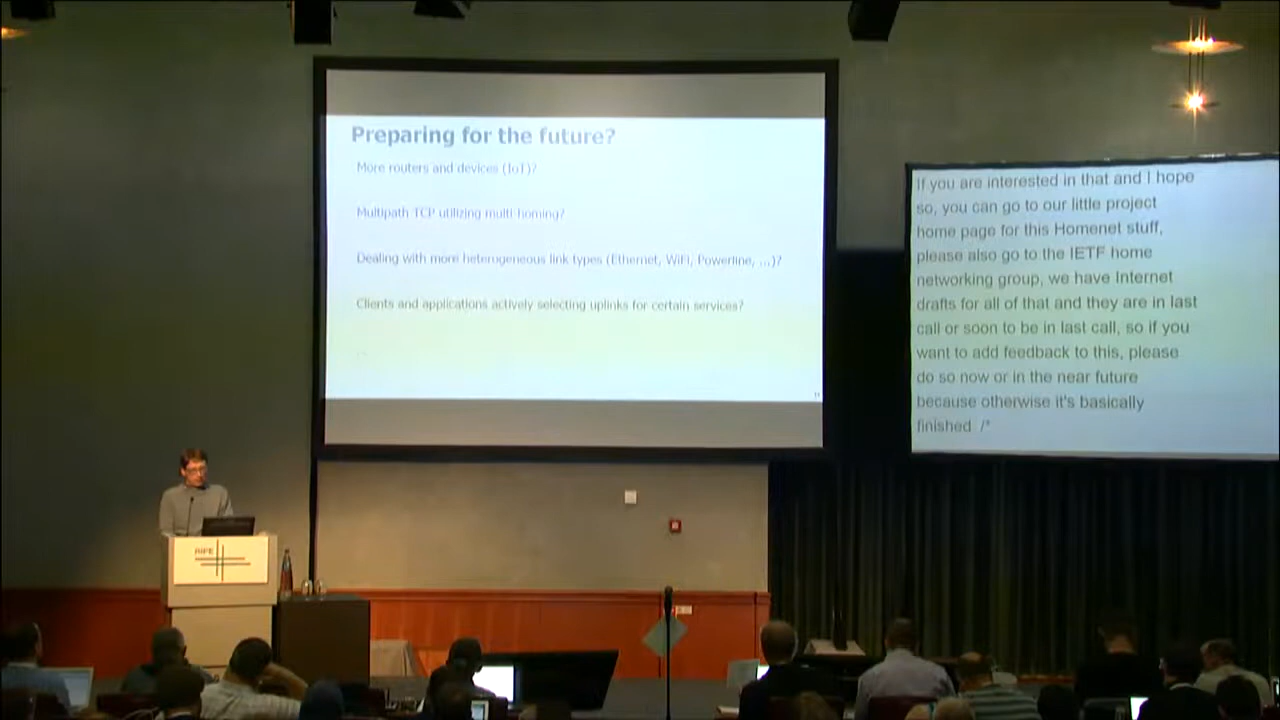 Preparing for the future?
More routers and devices (IoT)?
Multipath TCP utilizing multi-homing?
Dealing with more heterogeneous link types (Ethernet, WiFi, Powerline, ...)?
Clients and applications actively selecting uplinks for certain services?
If you are interested in that and I hope
so, you can go to our little project
home page for this Homenet stuff,
please also go to the IETF home
networking group, we have Internet
drafts for all of that and they are in last
call or soon to be in last call, so if you
want to add feedback to this, please
do so now or in the near future
because otherwise it's basically
finished /*
RIPE